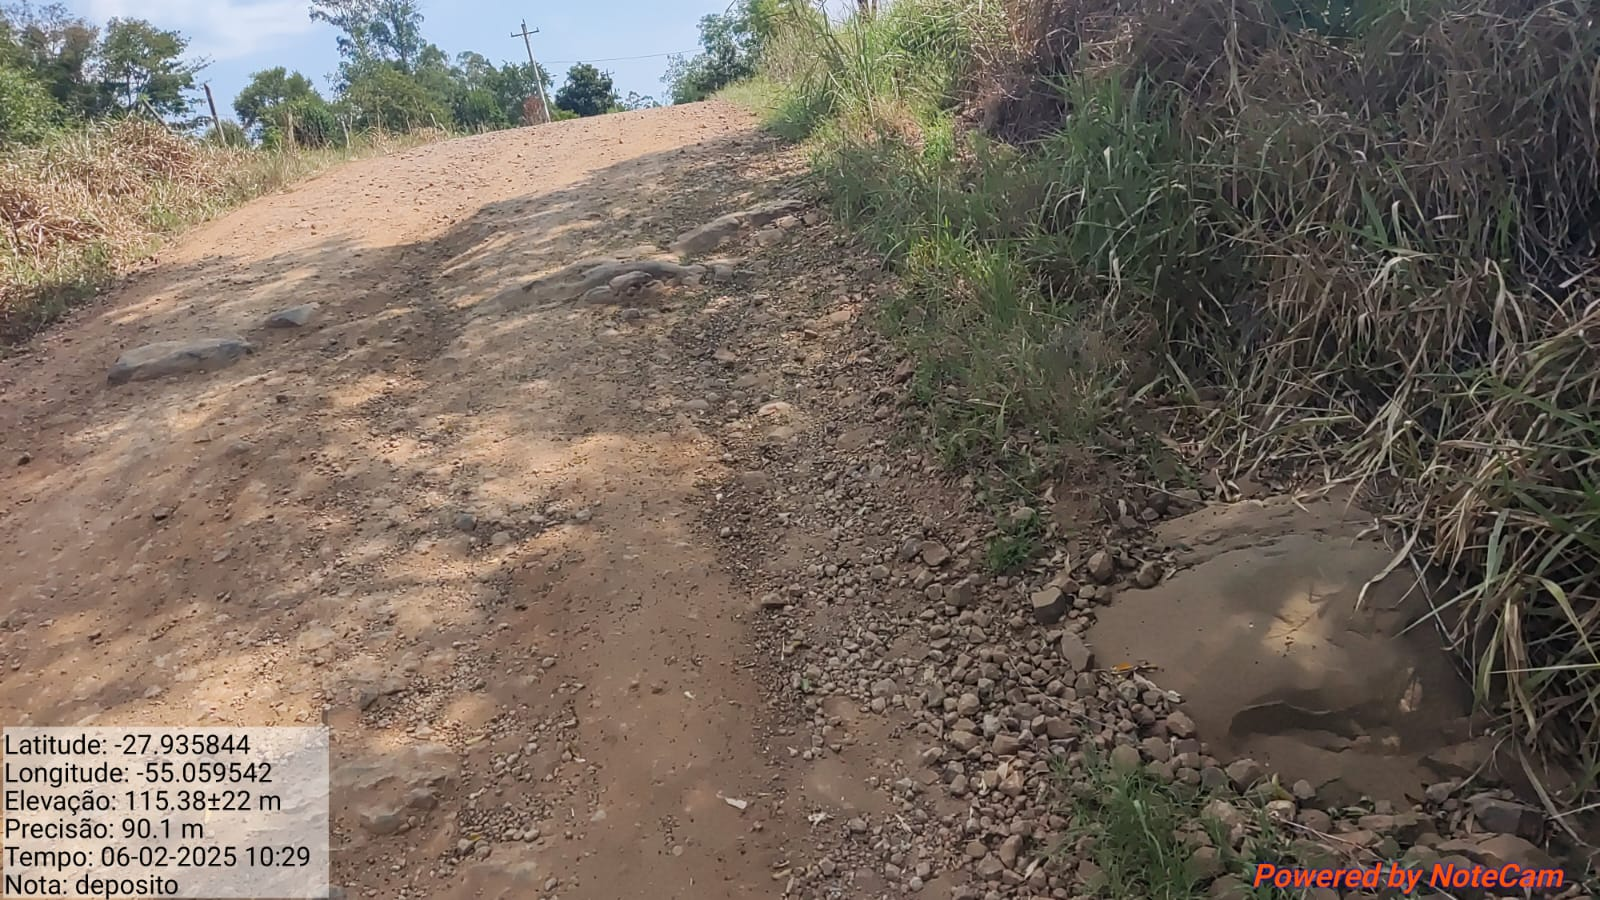 Latitude: -27.935844
Longitude: -55.059542
Elevação: 115.38±22 m
Precisão: 90.1 m
Tempo: 06-02-2025 10:29
Nota: deposito
Powered by NoteCam